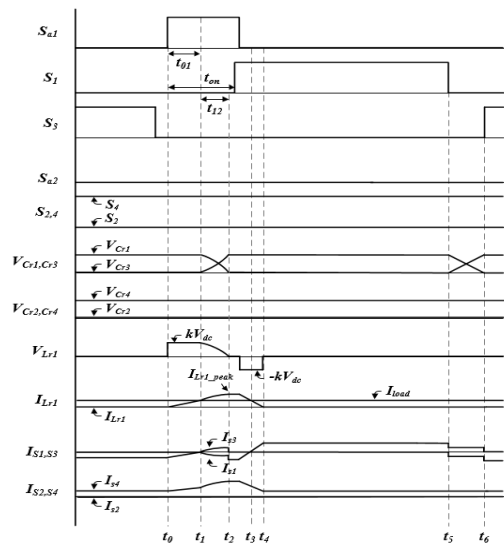 S_a1
t_01
t_on
S_1
t_12
S_3
S_a2
S_4
S_2,4
S_2
V_Cr1
V_Cr1,Cr3
V_Cr3
V_Cr4
V_Cr2,Cr4
V_Cr2
kV_dc
V_Lr1
-kV_dc
I_Lr1_peak
I_load
I_Lr1
I_Lr1
I_s3
I_S1,S3
I_s1
I_s4
I_S2,S4
I_s2
t_0 t_1 t_2 t_3 t_4 t_5 t_6